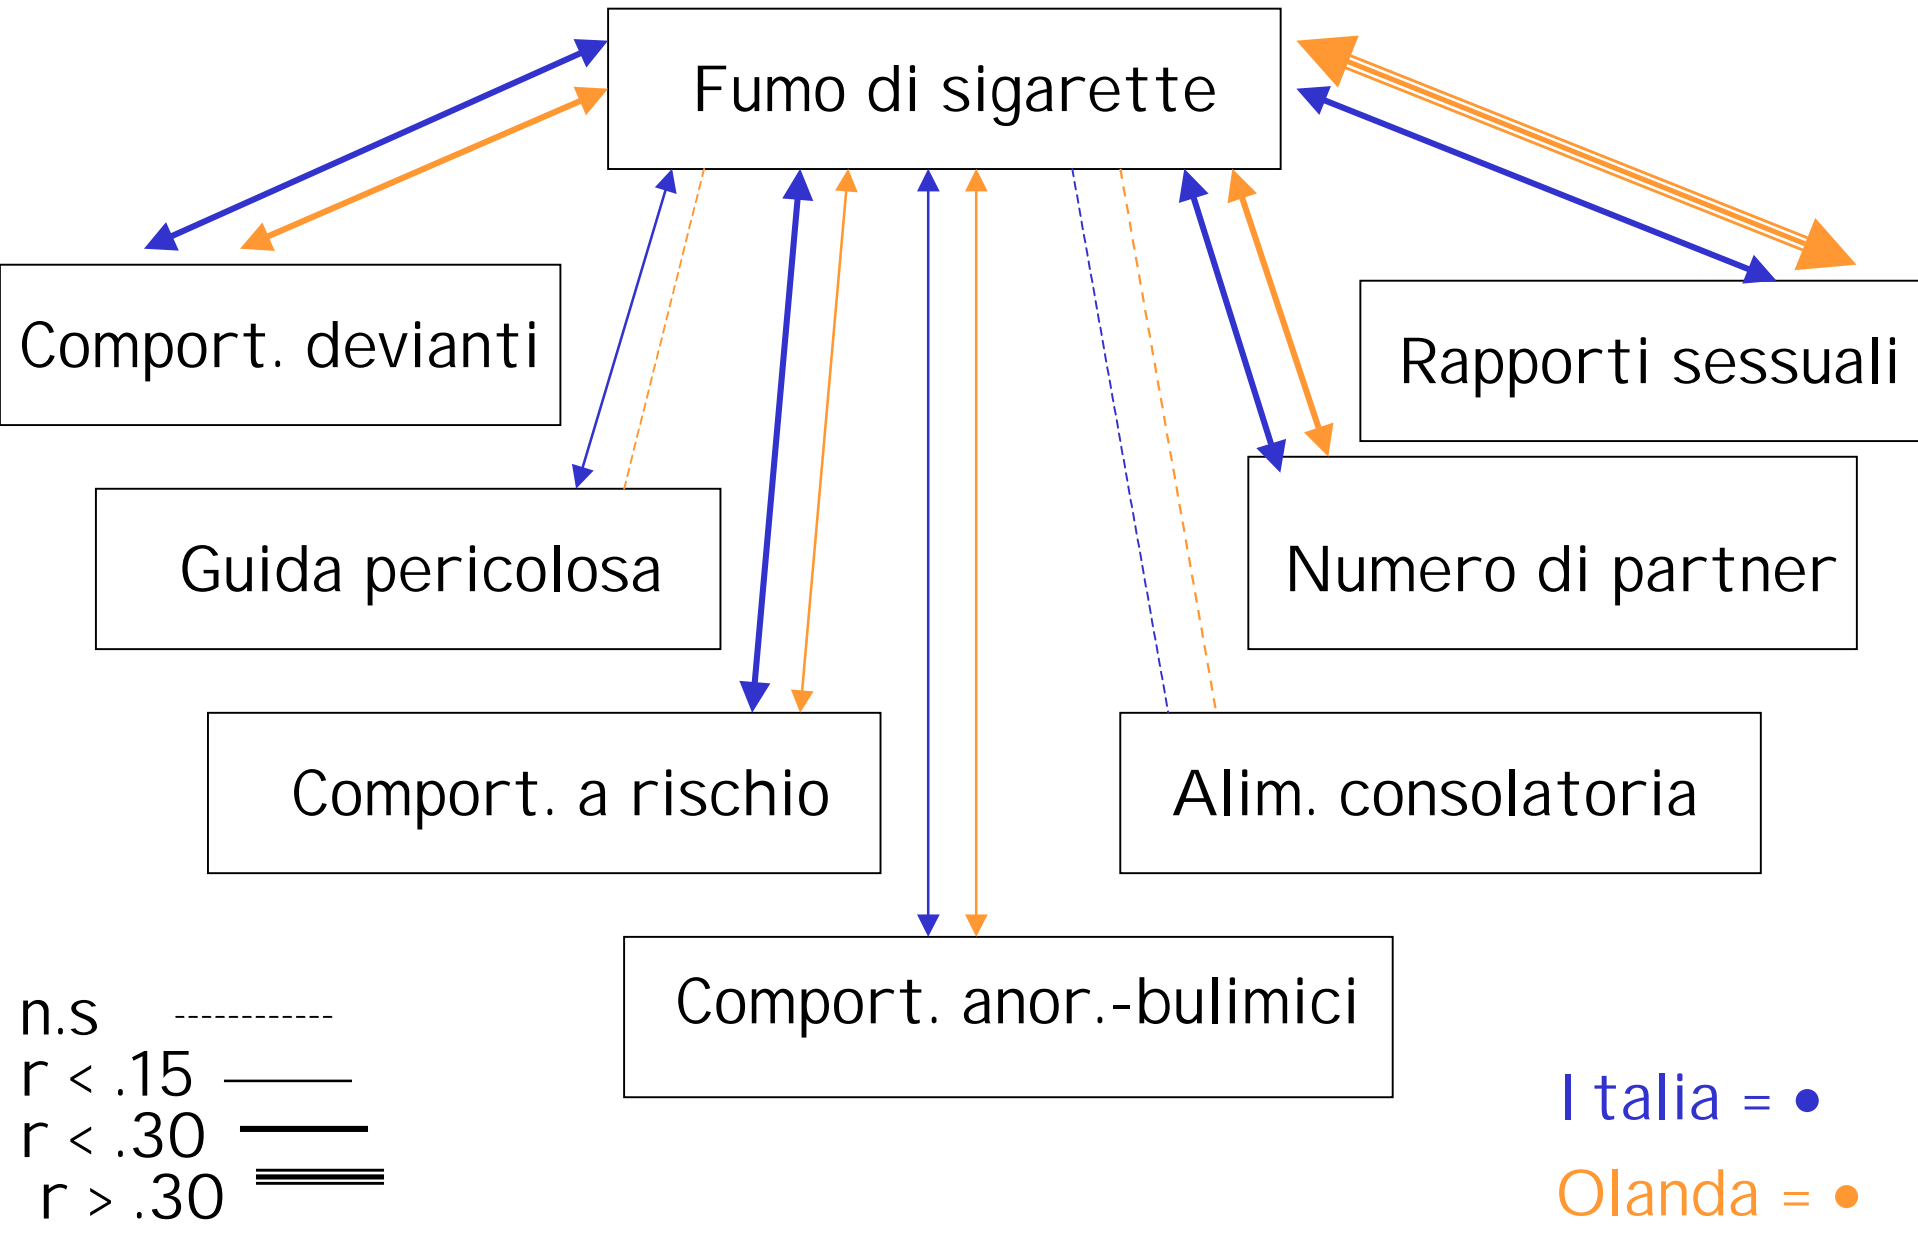 Fumo di sigarette
Comport. devianti
Rapporti sessuali
Guida pericolosa
Numero di partner
Comport. a rischio
Alim. consolatoria
Comport. anor.-bulimici
n.s
r < .15
r < .30
r > .30
Italia = •
Olanda = •